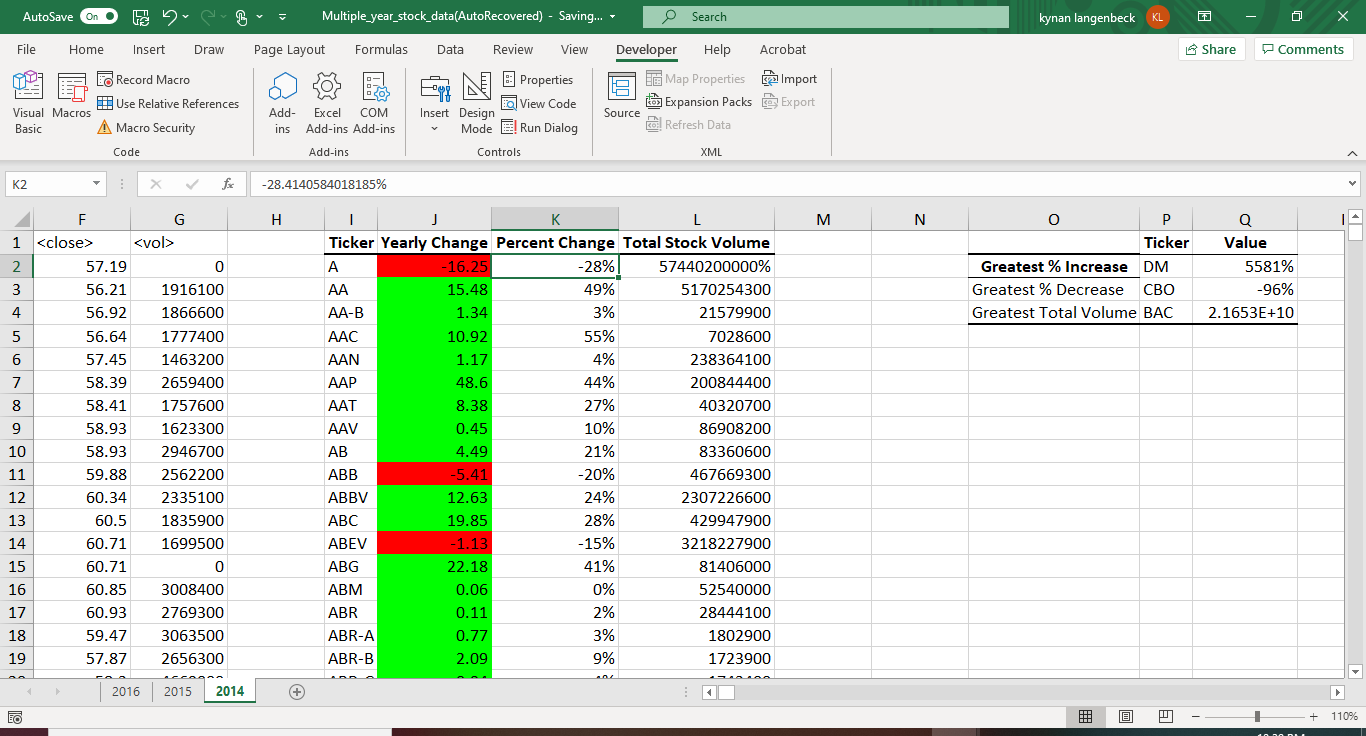 AutoSave On Multiple_year_stock_data(AutoRecovered) - Saving... Search kynan langenbeck KL
File Home Insert Draw Page Layout Formulas Data Review View Developer Help Acrobat Share Comments
Visual Basic Macros Record Macro Use Relative References Macro Security
Add-ins Excel Add-ins COM Add-ins
Insert Design Mode Properties View Code Run Dialog
Source Map Properties Expansion Packs Refresh Data Import Export
Code Add-ins Controls XML
K2 fx -28.4140584018185%
F G H I J K L M N O P Q
1 <close> <vol> Ticker Yearly Change Percent Change Total Stock Volume Ticker Value
2 57.19 0 A -16.25 -28% 57440200000% Greatest % Increase DM 5581%
3 56.21 1916100 AA 15.48 49% 5170254300 Greatest % Decrease CBO -96%
4 56.92 1866600 AA-B 1.34 3% 21579900 Greatest Total Volume BAC 2.1653E+10
5 56.64 1777400 AAC 10.92 55% 7028600
6 57.45 1463200 AAN 1.17 4% 238364100
7 58.39 2659400 AAP 48.6 44% 200844400
8 58.41 1757600 AAT 8.38 27% 40320700
9 58.93 1623300 AAV 0.45 10% 86908200
10 58.93 2946700 AB 4.49 21% 83360600
11 59.88 2562200 ABB -5.41 -20% 467669300
12 60.34 2335100 ABBV 12.63 24% 2307226600
13 60.5 1835900 ABC 19.85 28% 429947900
14 60.71 1699500 ABEV -1.13 -15% 3218227900
15 60.71 0 ABG 22.18 41% 81406000
16 60.85 3008400 ABM 0.06 0% 52540000
17 60.93 2769300 ABR 0.11 2% 28444100
18 59.47 3063500 ABR-A 0.77 3% 1802900
19 57.87 2656300 ABR-B 2.09 9% 1723900
2016 2015 2014
110%